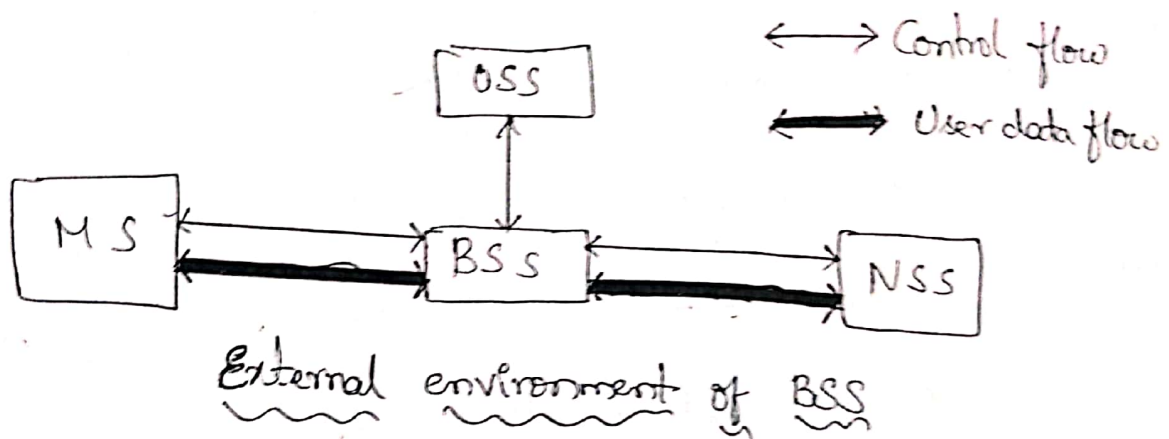 OSS
Control flow
User data flow
MS
BSS
NSS
External environment of BSS